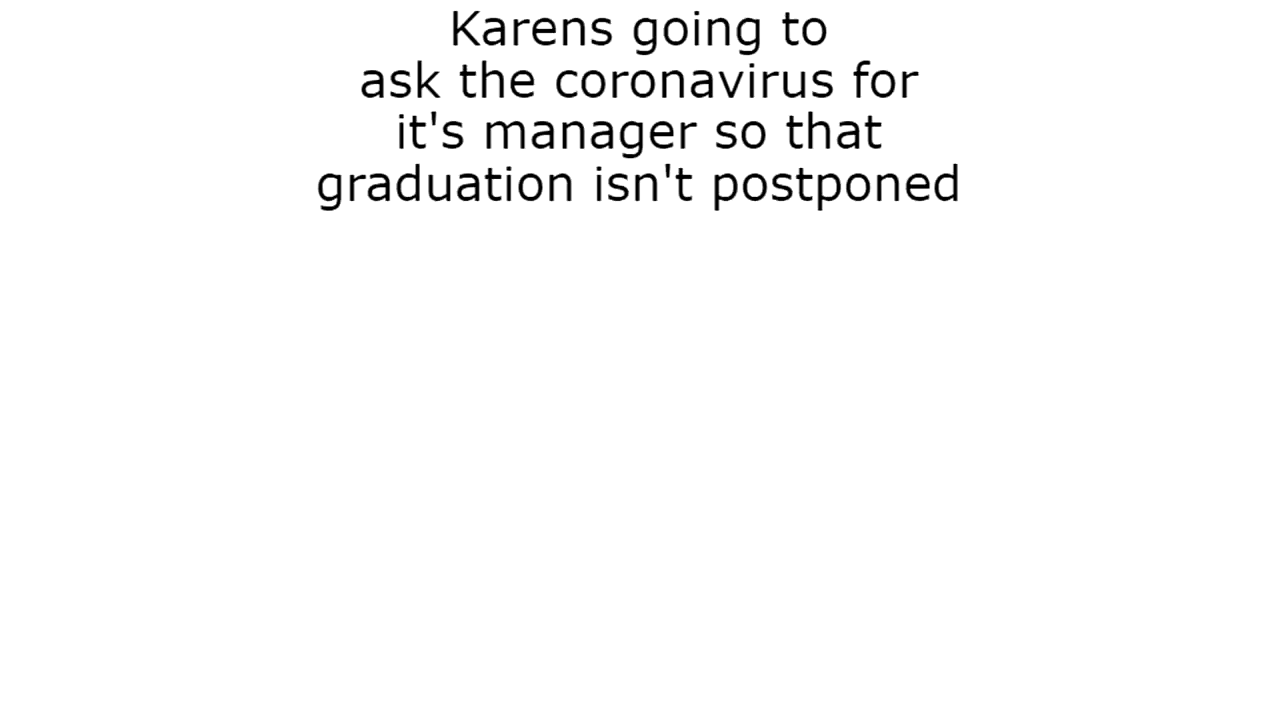 Karens going to
ask the coronavirus for
it's manager so that
graduation isn't postponed